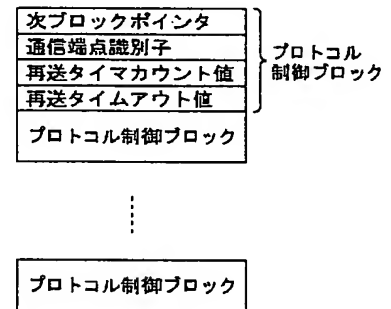 次ブロックポインタ
通信端点識別子
再送タイマカウント値
再送タイムアウト値
プロトコル
制御ブロック
プロトコル制御ブロック
プロトコル制御ブロック